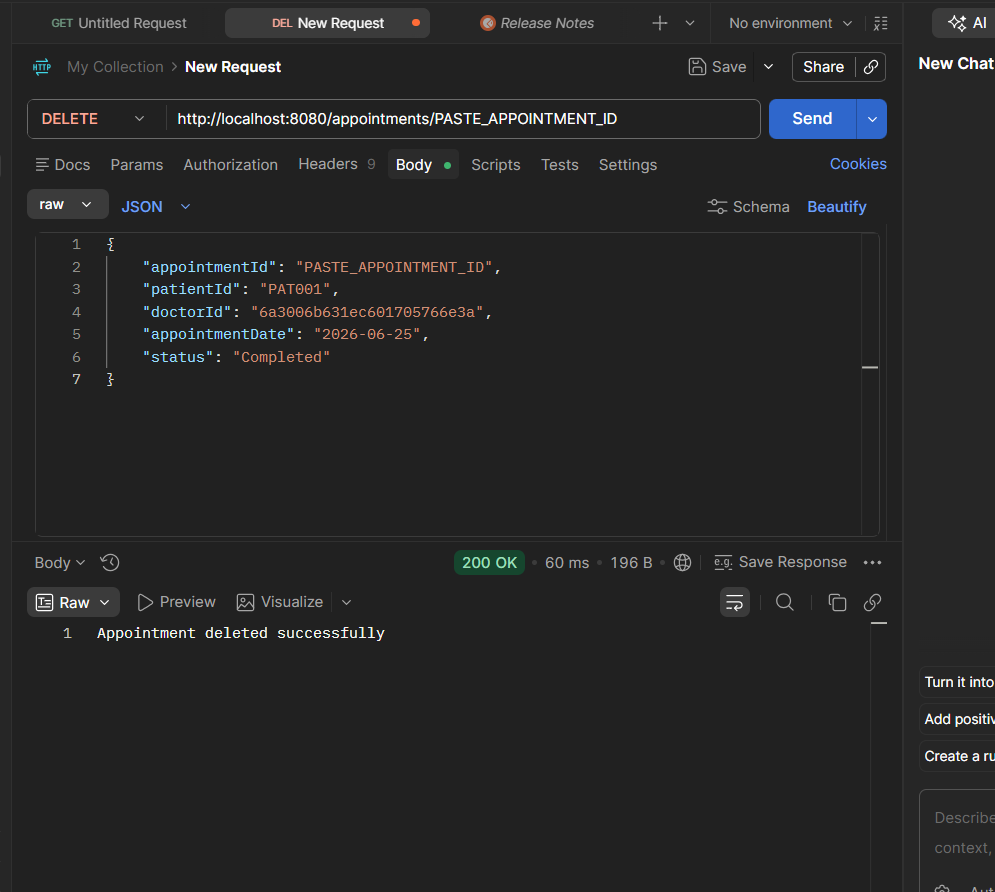 GET Untitled Request DEL New Request Release Notes No environment AI
HTTP My Collection > New Request Save Share New Chat
DELETE http://localhost:8080/appointments/PASTE_APPOINTMENT_ID Send
Docs Params Authorization Headers 9 Body Scripts Tests Settings Cookies
raw JSON Schema Beautify
1 {
2 "appointmentId": "PASTE_APPOINTMENT_ID",
3 "patientId": "PAT001",
4 "doctorId": "6a3006b631ec601705766e3a",
5 "appointmentDate": "2026-06-25",
6 "status": "Completed"
7 }
Body 200 OK • 60 ms • 196 B • e.g. Save Response
Raw Preview Visualize
1 Appointment deleted successfully
Turn it into
Add positiv
Create a ru
Describe
context,